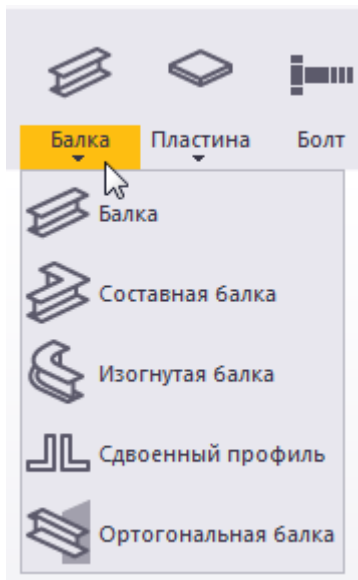 Балка Пластина Болт
Балка
Составная балка
Изогнутая балка
Сдвоенный профиль
Ортогональная балка